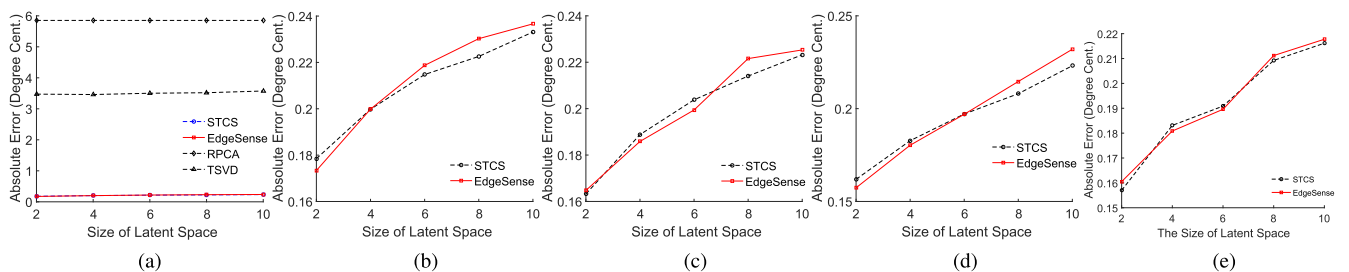 Absolute Error (Degree Cent.)
6
5
4
3
2
1
0
STCS
EdgeSense
RPCA
TSVD
2 4 6 8 10
Size of Latent Space
(a)
Absolute Error (Degree Cent.)
0.24
0.22
0.2
0.18
0.16
STCS
EdgeSense
2 4 6 8 10
Size of Latent Space
(b)
Absolute Error (Degree Cent.)
0.24
0.22
0.2
0.18
0.16
STCS
EdgeSense
2 4 6 8 10
Size of Latent Space
(c)
Absolute Error (Degree Cent.)
0.25
0.2
0.15
STCS
EdgeSense
2 4 6 8 10
Size of Latent Space
(d)
Absolute Error (Degree Cent.)
0.22
0.21
0.2
0.19
0.18
0.17
0.16
0.15
STCS
EdgeSense
2 4 6 8 10
The Size of Latent Space
(e)